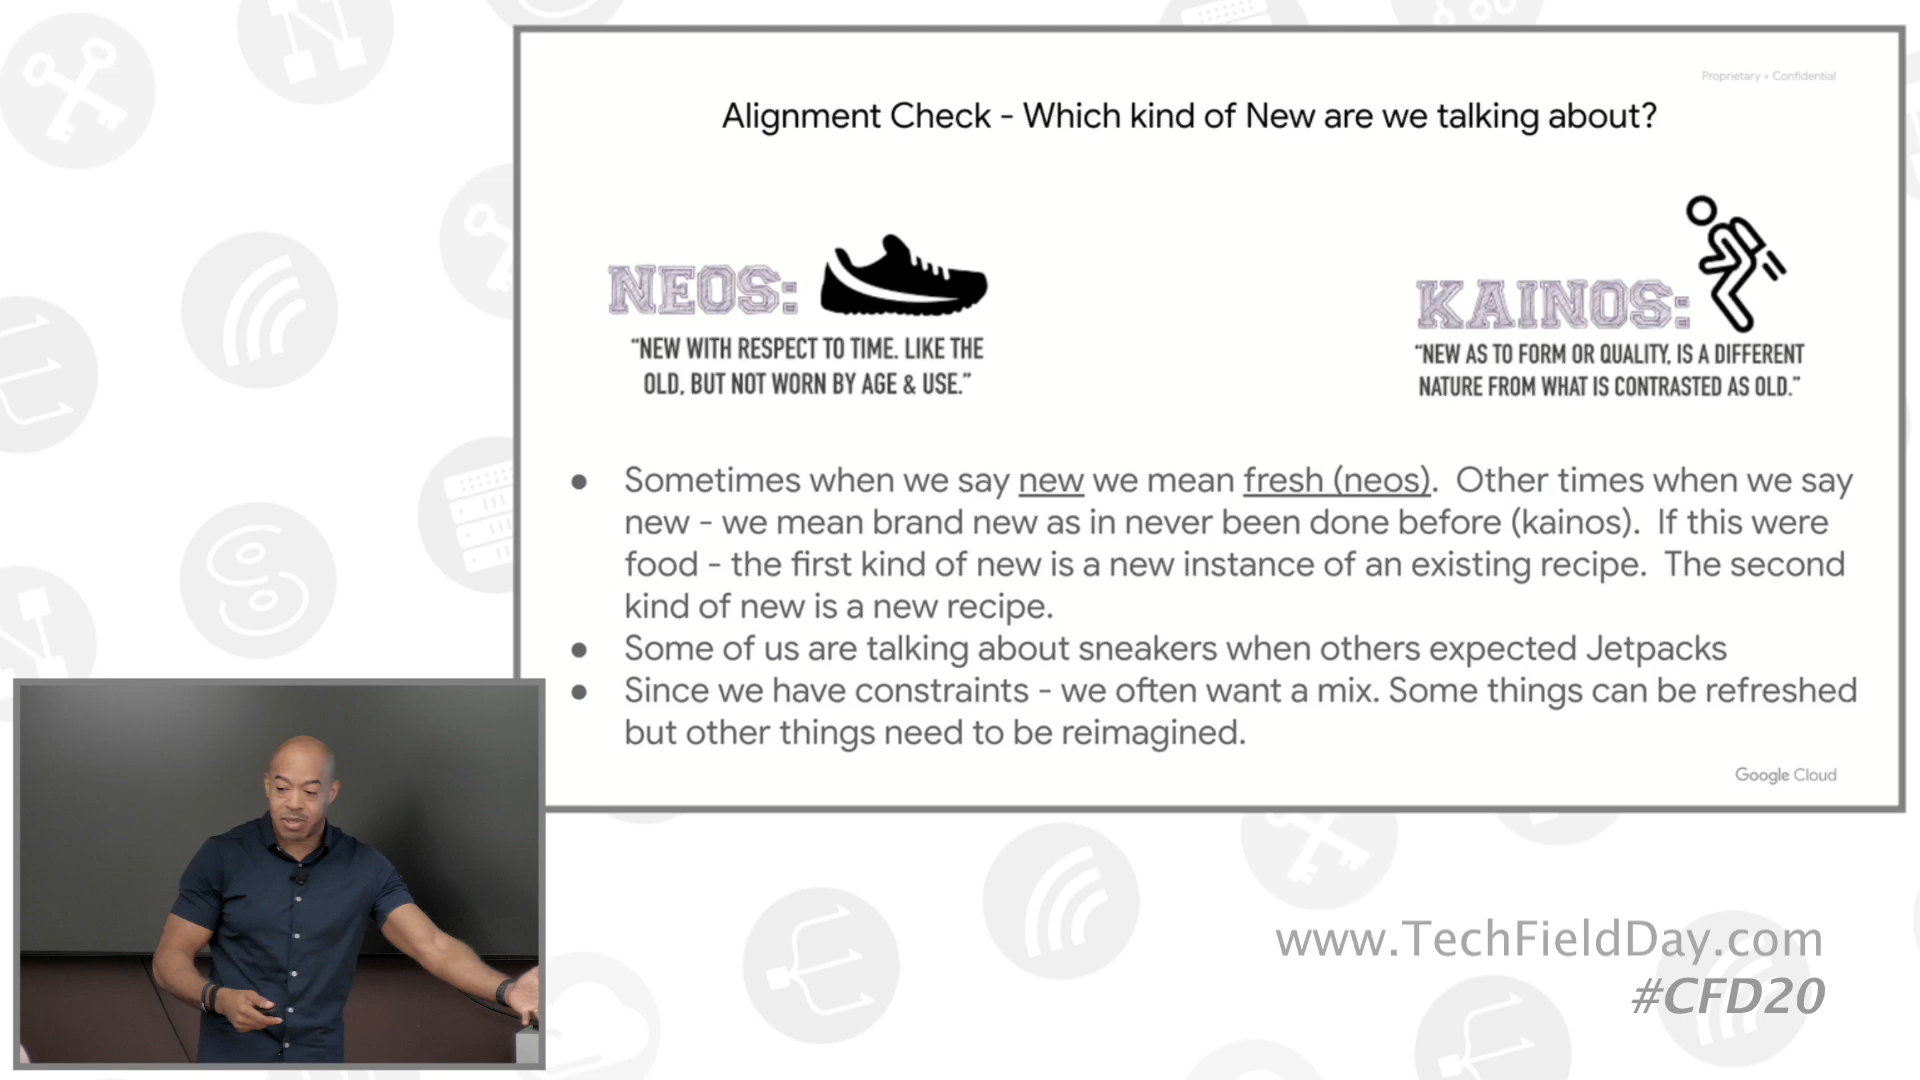 Proprietary + Confidential
Alignment Check - Which kind of New are we talking about?
NEOS:
“NEW WITH RESPECT TO TIME. LIKE THE
OLD, BUT NOT WORN BY AGE & USE.”
KAINOS:
“NEW AS TO FORM OR QUALITY, IS A DIFFERENT
NATURE FROM WHAT IS CONTRASTED AS OLD.”
● Sometimes when we say new we mean fresh (neos).  Other times when we say
new - we mean brand new as in never been done before (kainos).  If this were
food - the first kind of new is a new instance of an existing recipe.  The second
kind of new is a new recipe.
● Some of us are talking about sneakers when others expected Jetpacks
● Since we have constraints - we often want a mix. Some things can be refreshed
but other things need to be reimagined.
Google Cloud
www.TechFieldDay.com
#CFD20